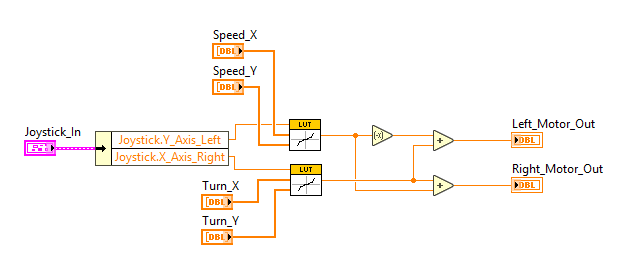 Speed_X
[DBL]
Speed_Y
[DBL]
Joystick_In
Joystick.Y_Axis_Left
Joystick.X_Axis_Right
LUT
LUT
Turn_X
[DBL]
Turn_Y
[DBL]
(x)
+
+
Left_Motor_Out
DBL
Right_Motor_Out
DBL